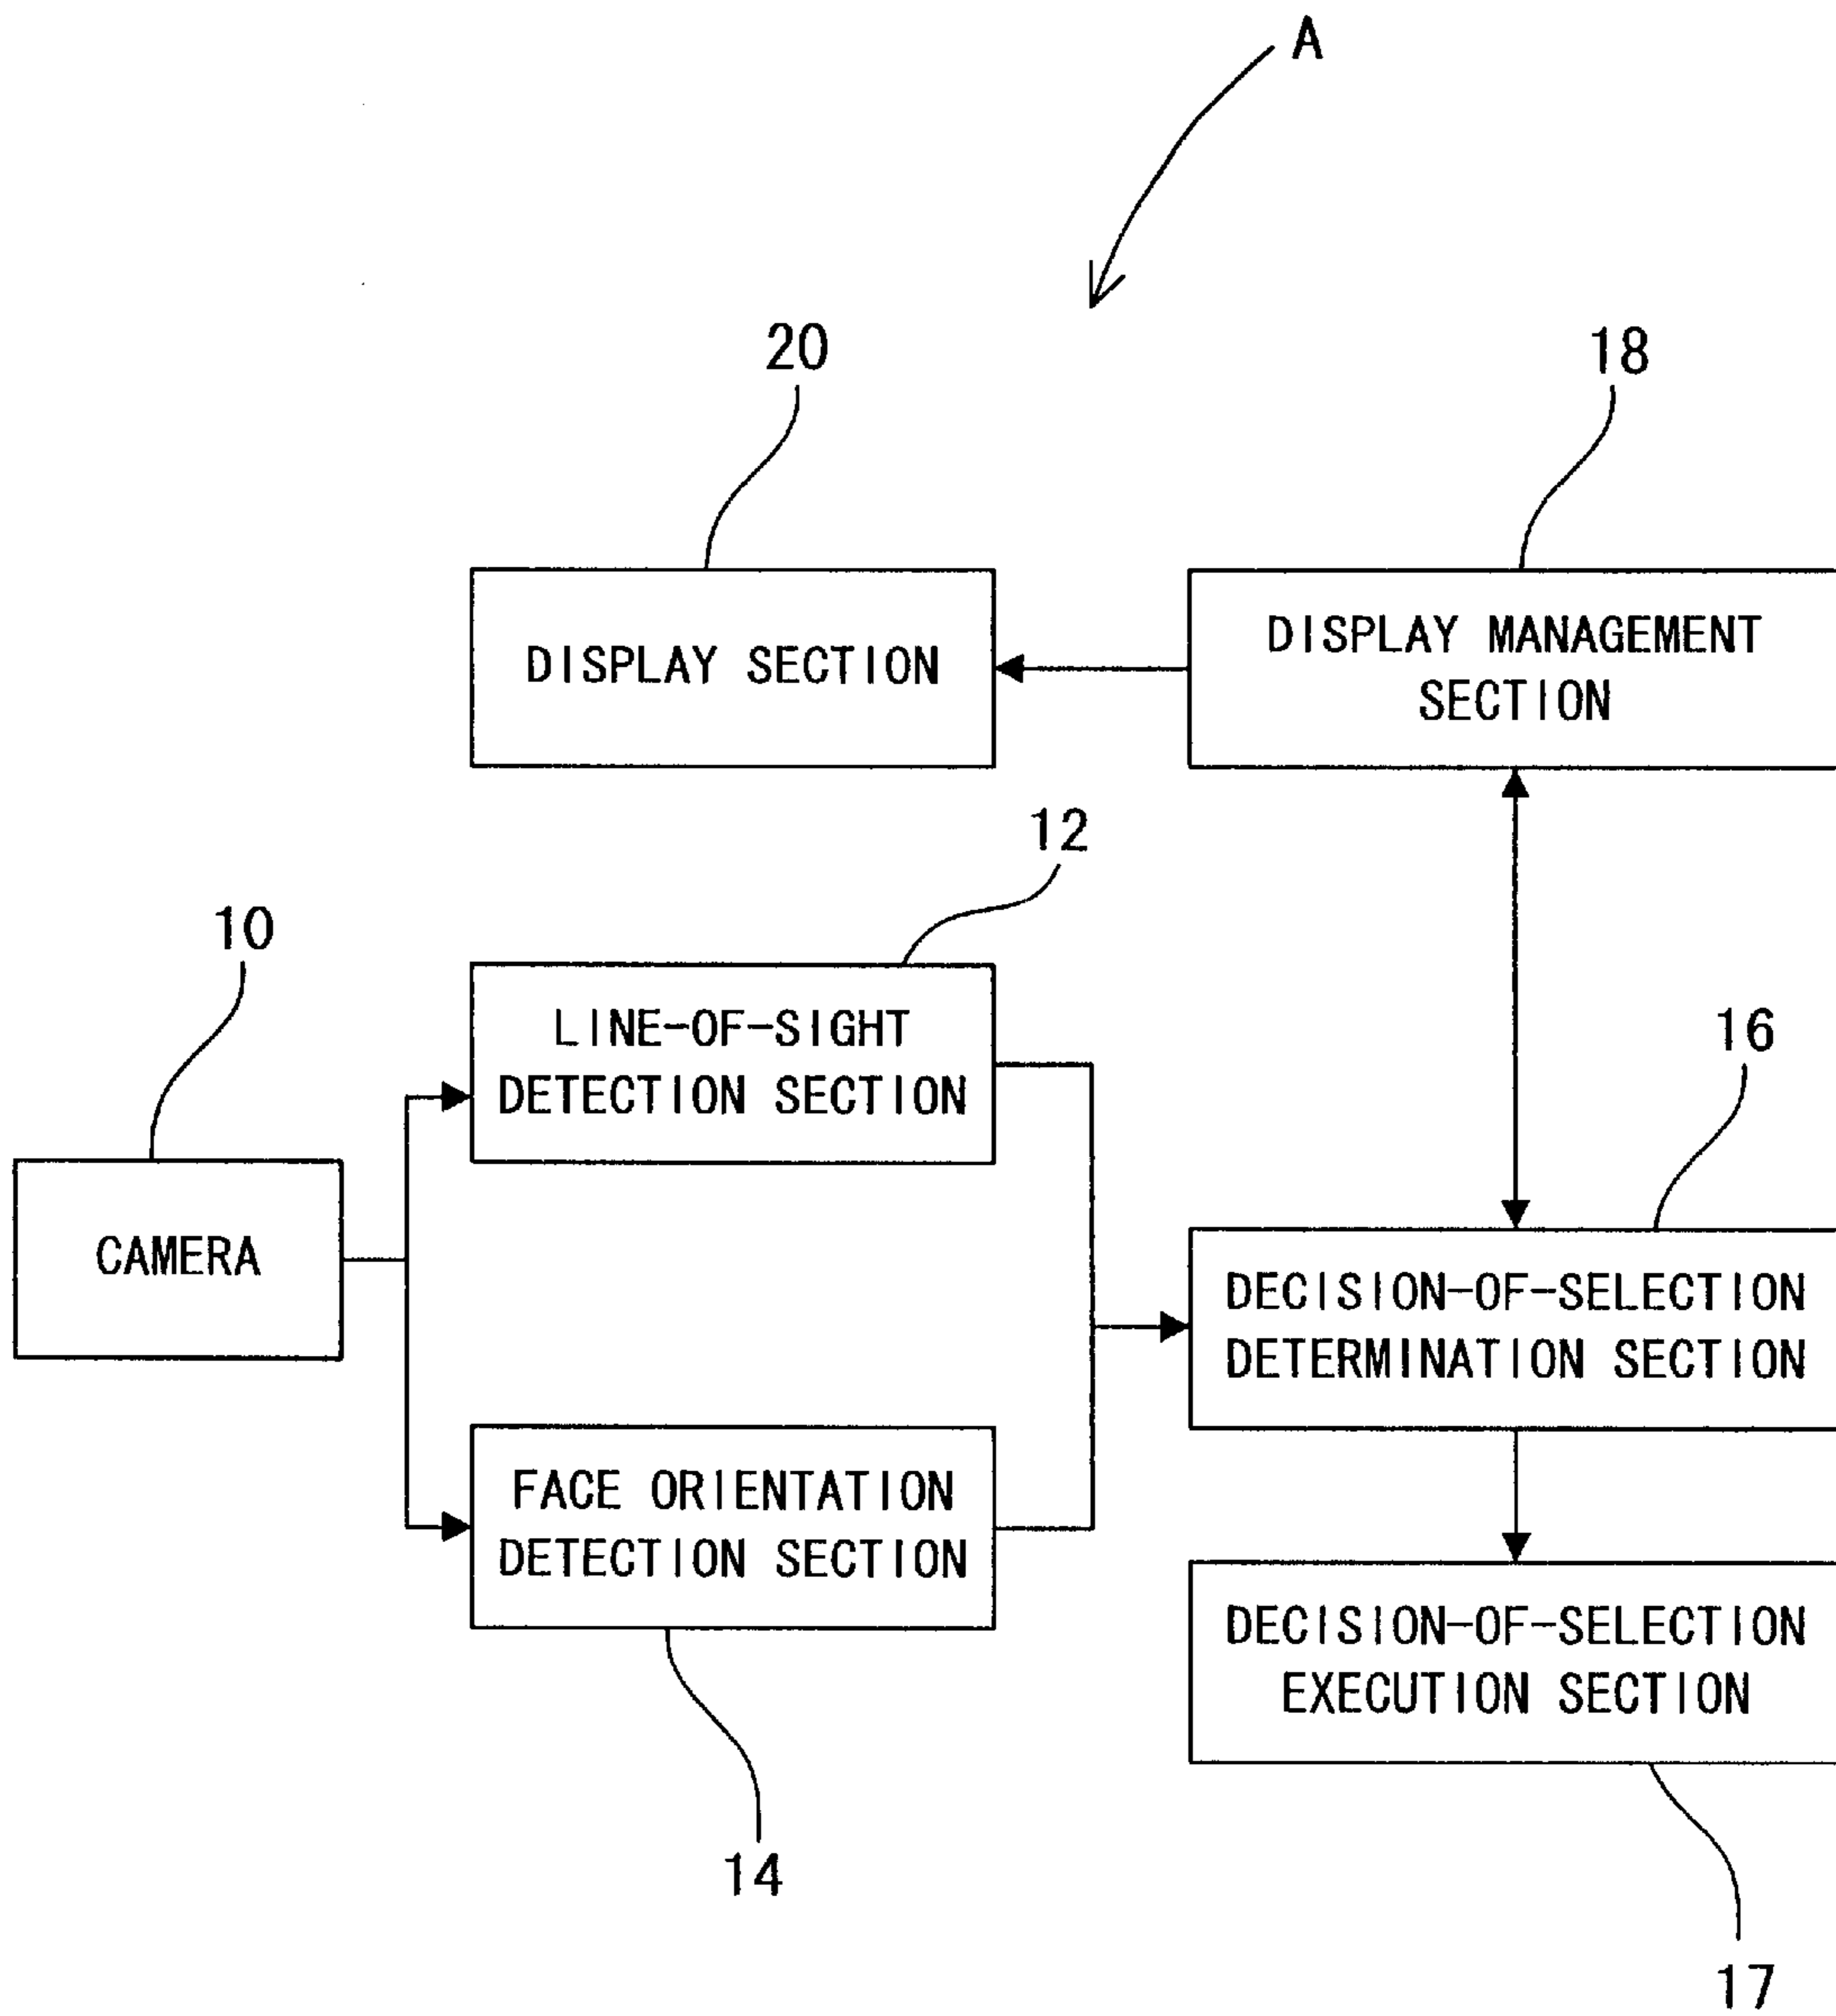 A
20
18
DISPLAY SECTION
DISPLAY MANAGEMENT
SECTION
12
10
LINE-OF-SIGHT
DETECTION SECTION
16
CAMERA
DECISION-OF-SELECTION
DETERMINATION SECTION
FACE ORIENTATION
DETECTION SECTION
DECISION-OF-SELECTION
EXECUTION SECTION
14
17